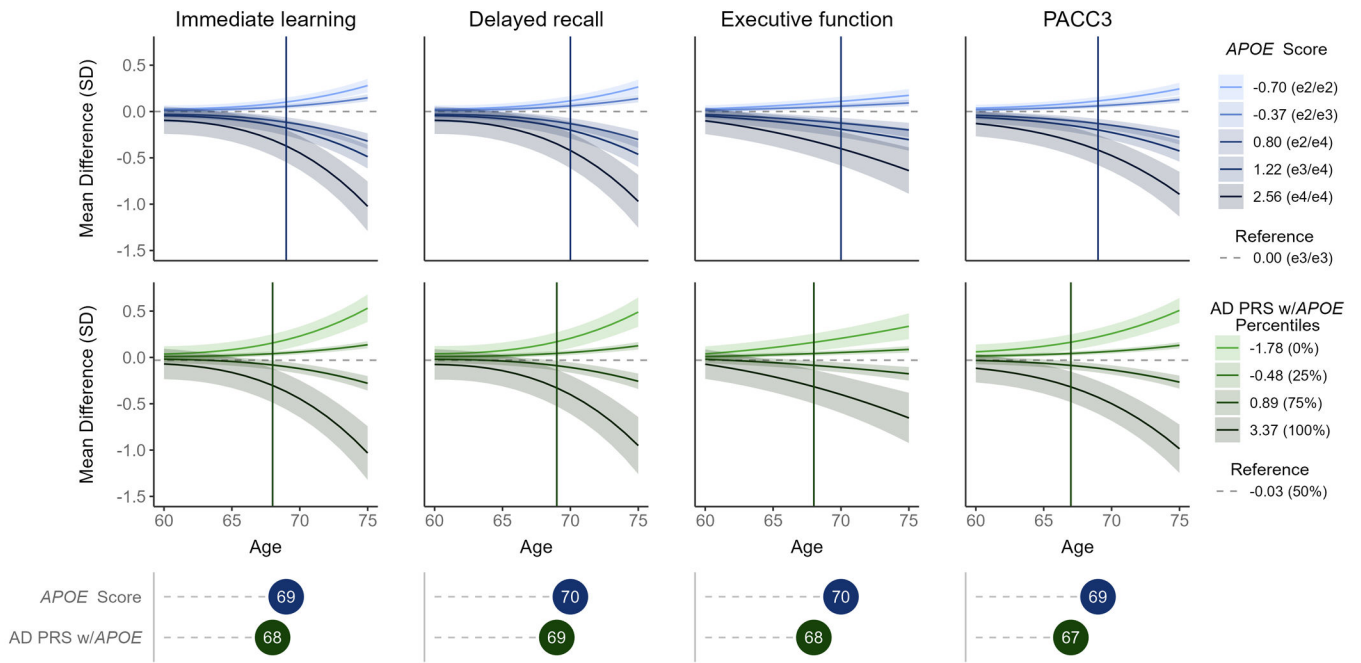 Immediate learning
Delayed recall
Executive function
PACC3
Mean Difference (SD)
0.5
0.0
-0.5
-1.0
-1.5
APOE Score
-0.70 (e2/e2)
-0.37 (e2/e3)
0.80 (e2/e4)
1.22 (e3/e4)
2.56 (e4/e4)
Reference
0.00 (e3/e3)
Mean Difference (SD)
0.5
0.0
-0.5
-1.0
-1.5
60 65 70 75
60 65 70 75
60 65 70 75
60 65 70 75
Age
Age
Age
Age
AD PRS w/APOE
Percentiles
-1.78 (0%)
-0.48 (25%)
0.89 (75%)
3.37 (100%)
Reference
-0.03 (50%)
APOE Score
69
70
70
69
AD PRS w/APOE
68
69
68
67